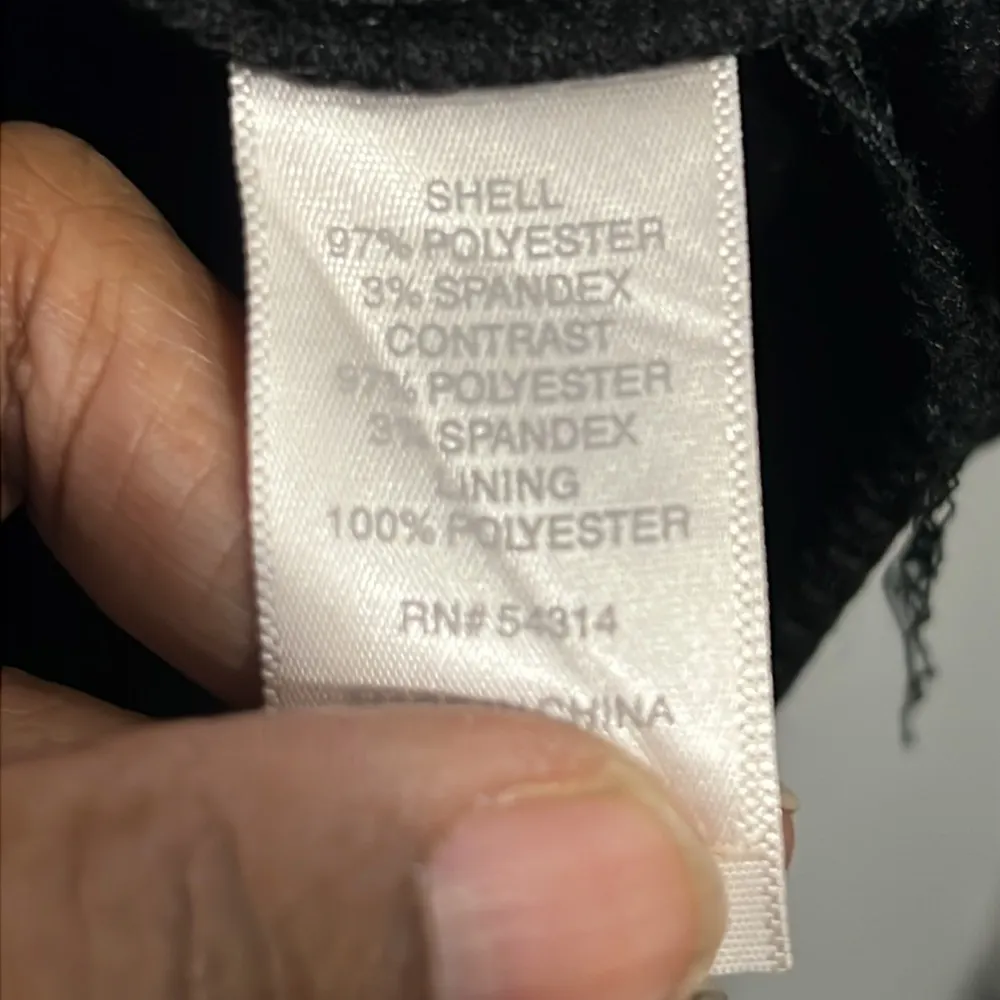 SHELL
97% POLYESTER
3% SPANDEX
CONTRAST
97% POLYESTER
3% SPANDEX
LINING
100% POLYESTER
RN# 54314
CHINA